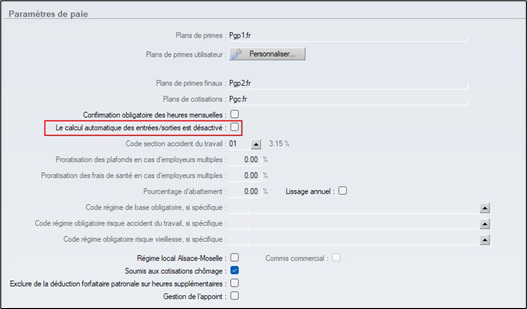 Paramètres de paie
Plans de primes : Pgp1.fr
Plans de primes utilisateur : Personnaliser...
Plans de primes finaux : Pgp2.fr
Plans de cotisations : Pgc.fr
Confirmation obligatoire des heures mensuelles :
Le calcul automatique des entrées/sorties est désactivé :
Code section accident du travail : 01 3.15 %
Proratisation des plafonds en cas d'employeurs multiples : 0.00 %
Proratisation des frais de santé en cas d'employeurs multiples : 0.00 %
Pourcentage d'abattement : 0.00 % Lissage annuel :
Code régime de base obligatoire, si spécifique :
Code régime obligatoire risque accident du travail, si spécifique :
Code régime obligatoire risque vieillesse, si spécifique :
Régime local Alsace-Moselle : Commis commercial :
Soumis aux cotisations chômage :
Exclure de la déduction forfaitaire patronale sur heures supplémentaires :
Gestion de l'appoint :